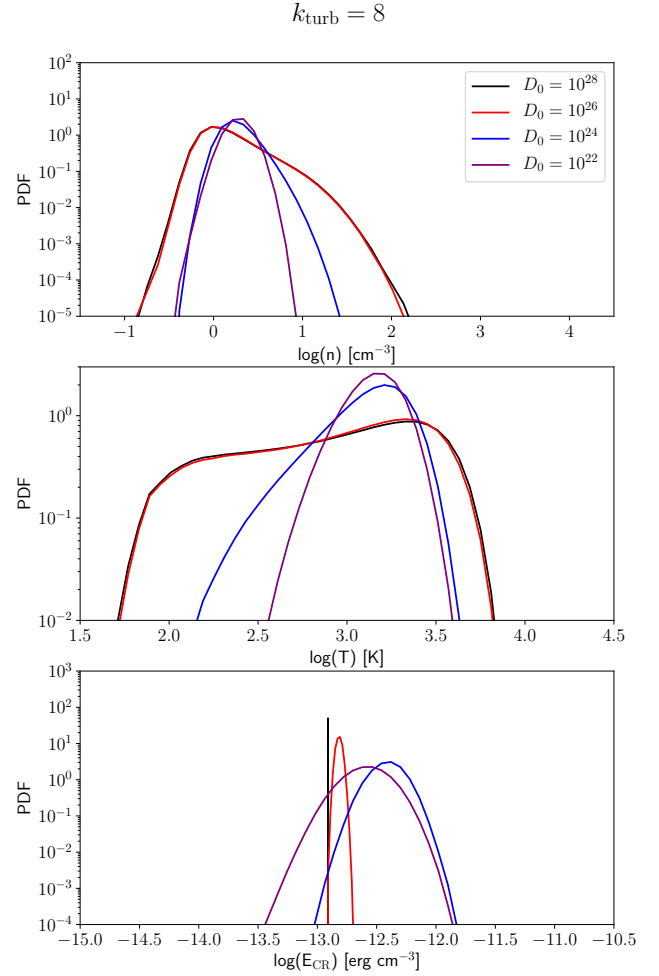 k_turb = 8
10^2
10^1
10^0
10^-1
10^-2
10^-3
10^-4
10^-5
PDF
D_0 = 10^28
D_0 = 10^26
D_0 = 10^24
D_0 = 10^22
−1 0 1 2 3 4
log(n) [cm^-3]
10^0
10^-1
10^-2
PDF
1.5 2.0 2.5 3.0 3.5 4.0 4.5
log(T) [K]
10^3
10^2
10^1
10^0
10^-1
10^-2
10^-3
10^-4
PDF
−15.0 −14.5 −14.0 −13.5 −13.0 −12.5 −12.0 −11.5 −11.0 −10.5
log(E_CR) [erg cm^-3]